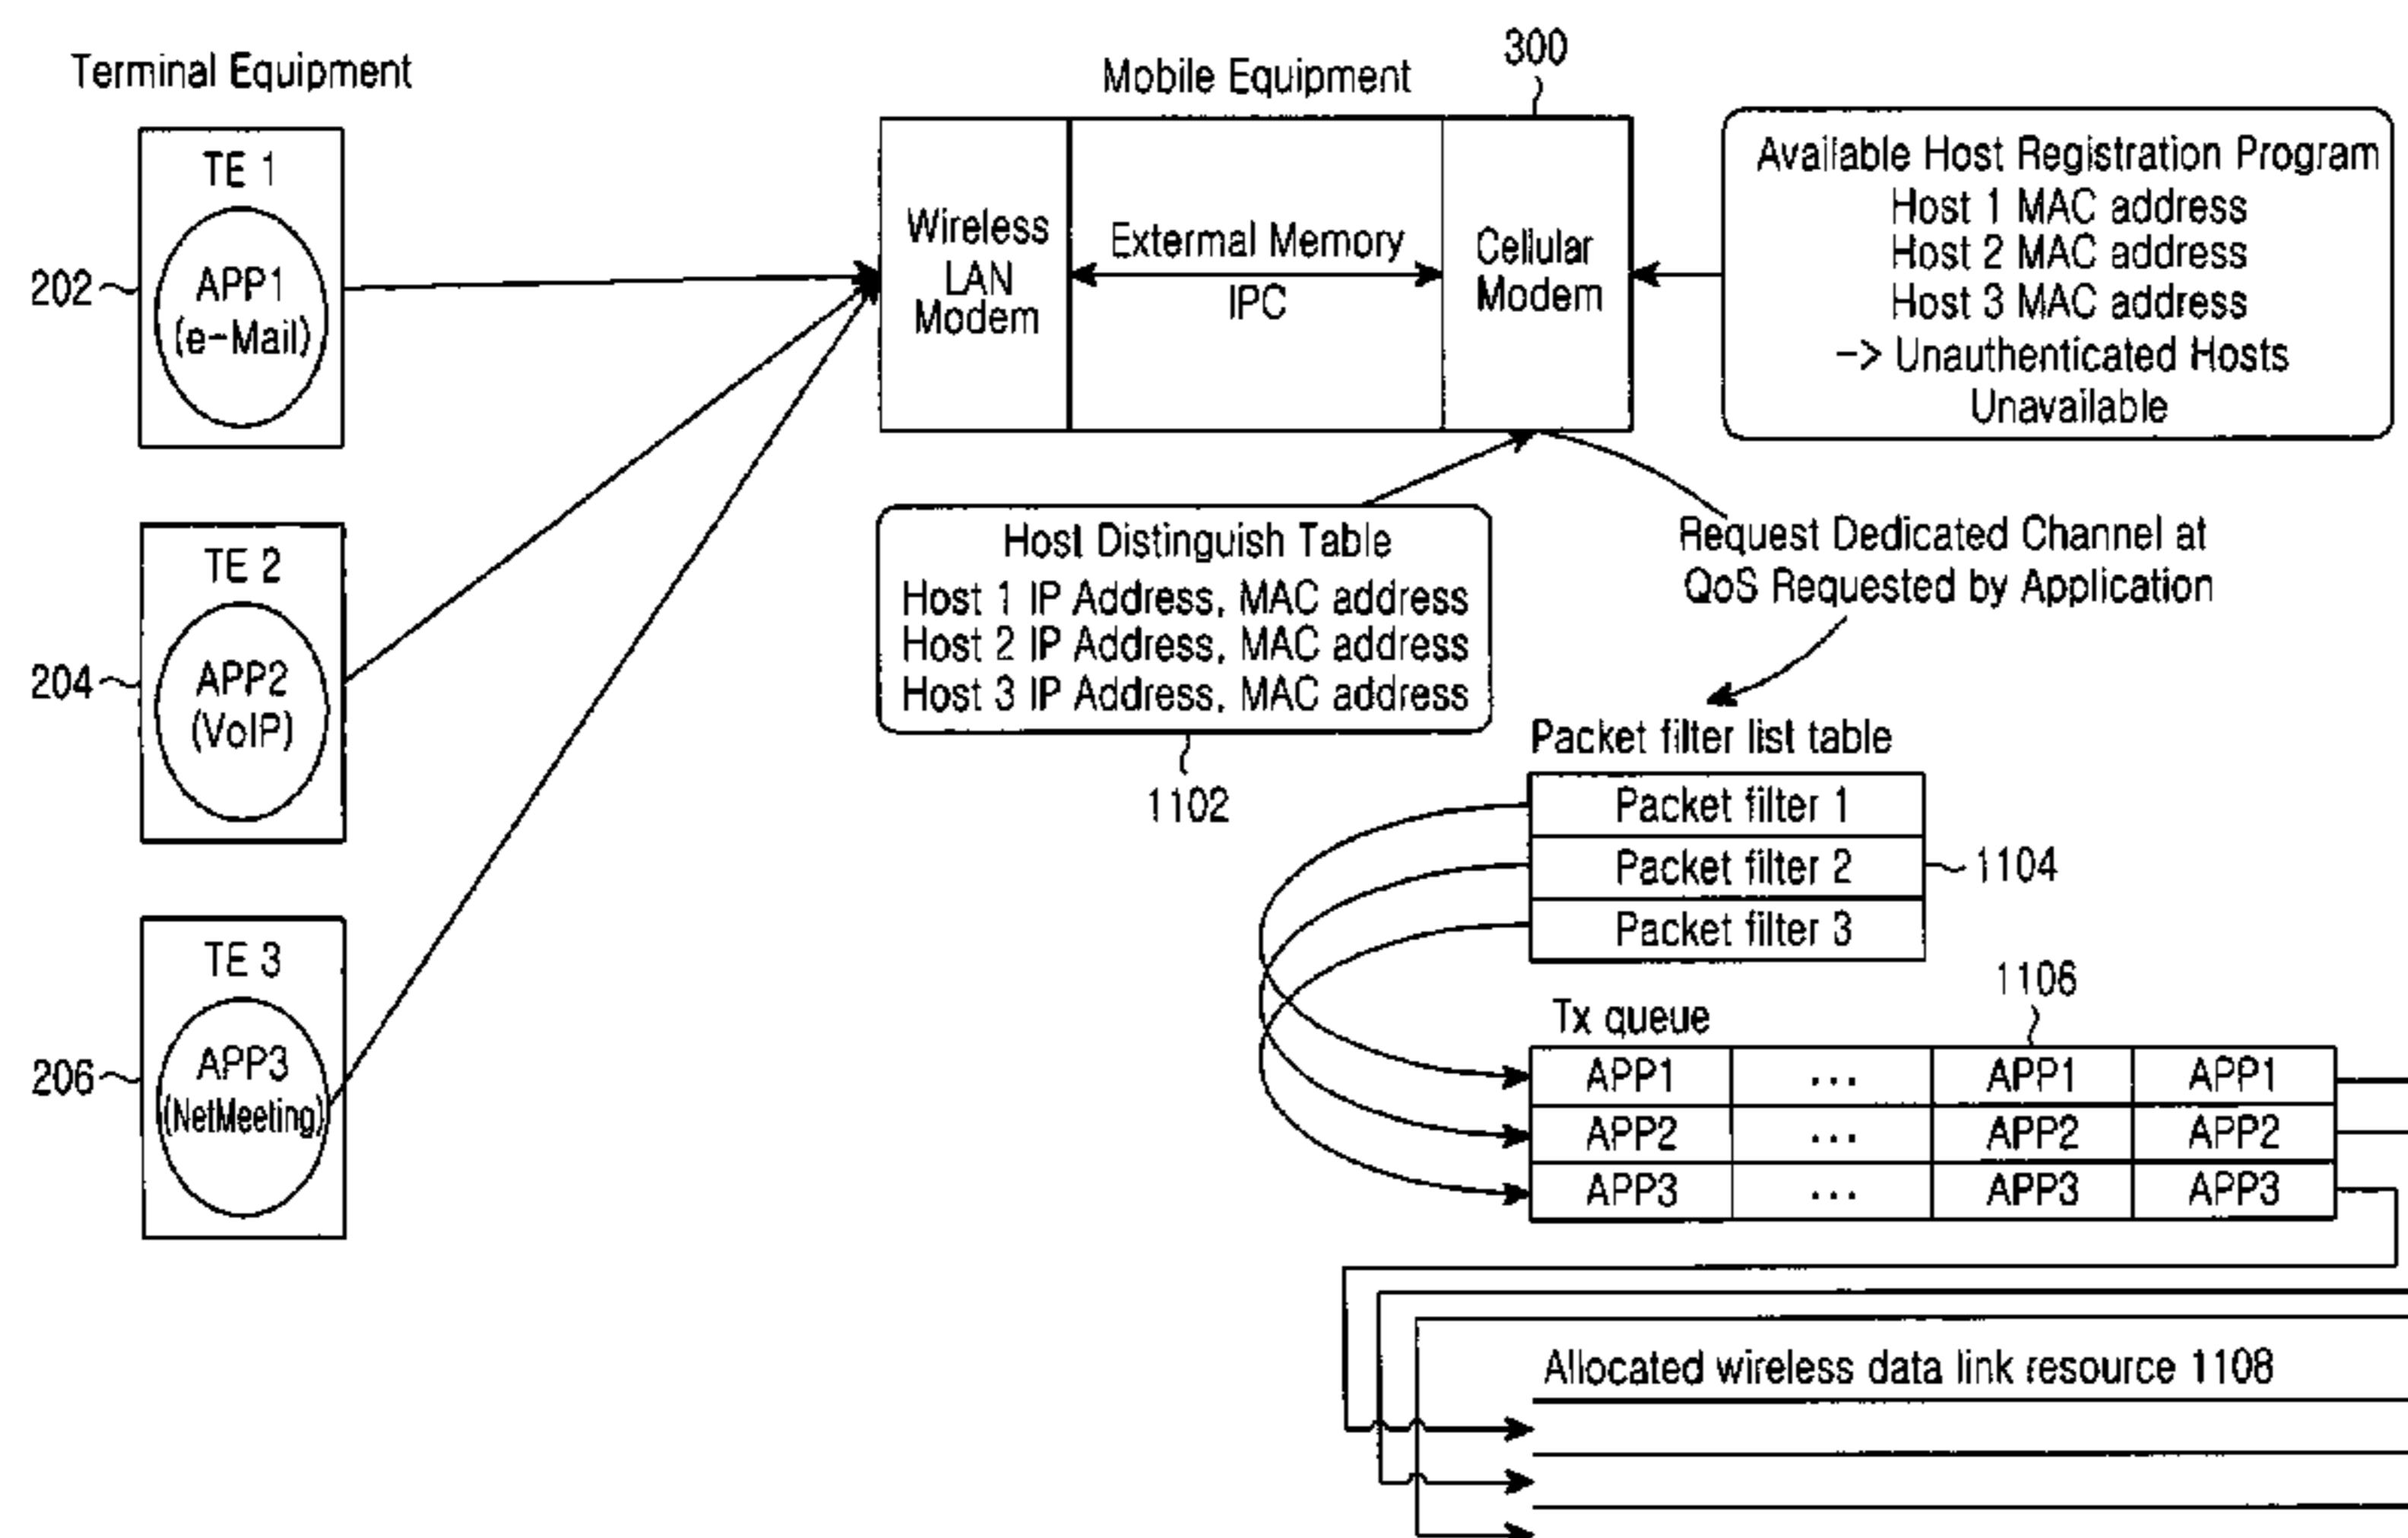 Terminal Equipment
TE 1
APP1
(e-Mail)
202
TE 2
APP2
(VoIP)
204
TE 3
APP3
(NetMeeting)
206
Mobile Equipment
300
Wireless
LAN
Modem
Extermal Memory
IPC
Cellular
Modem
Available Host Registration Program
Host 1 MAC address
Host 2 MAC address
Host 3 MAC address
-> Unauthenticated Hosts
Unavailable
Host Distinguish Table
Host 1 IP Address, MAC address
Host 2 IP Address, MAC address
Host 3 IP Address, MAC address
1102
Request Dedicated Channel at
QoS Requested by Application
Packet filter list table
Packet filter 1
Packet filter 2
Packet filter 3
1104
Tx queue
1106
APP1 ... APP1 APP1
APP2 ... APP2 APP2
APP3 ... APP3 APP3
Allocated wireless data link resource 1108